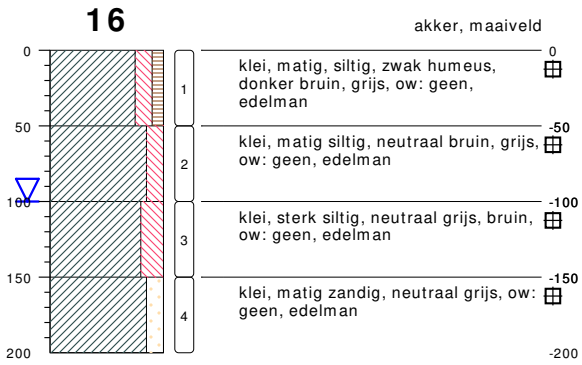 16
akker, maaiveld
0
0
klei, matig, siltig, zwak humeus,
donker bruin, grijs, ow: geen,
edelman
1
50
-50
klei, matig siltig, neutraal bruin, grijs,
ow: geen, edelman
2
100
-100
klei, sterk siltig, neutraal grijs, bruin,
ow: geen, edelman
3
150
-150
klei, matig zandig, neutraal grijs, ow:
geen, edelman
4
200
-200